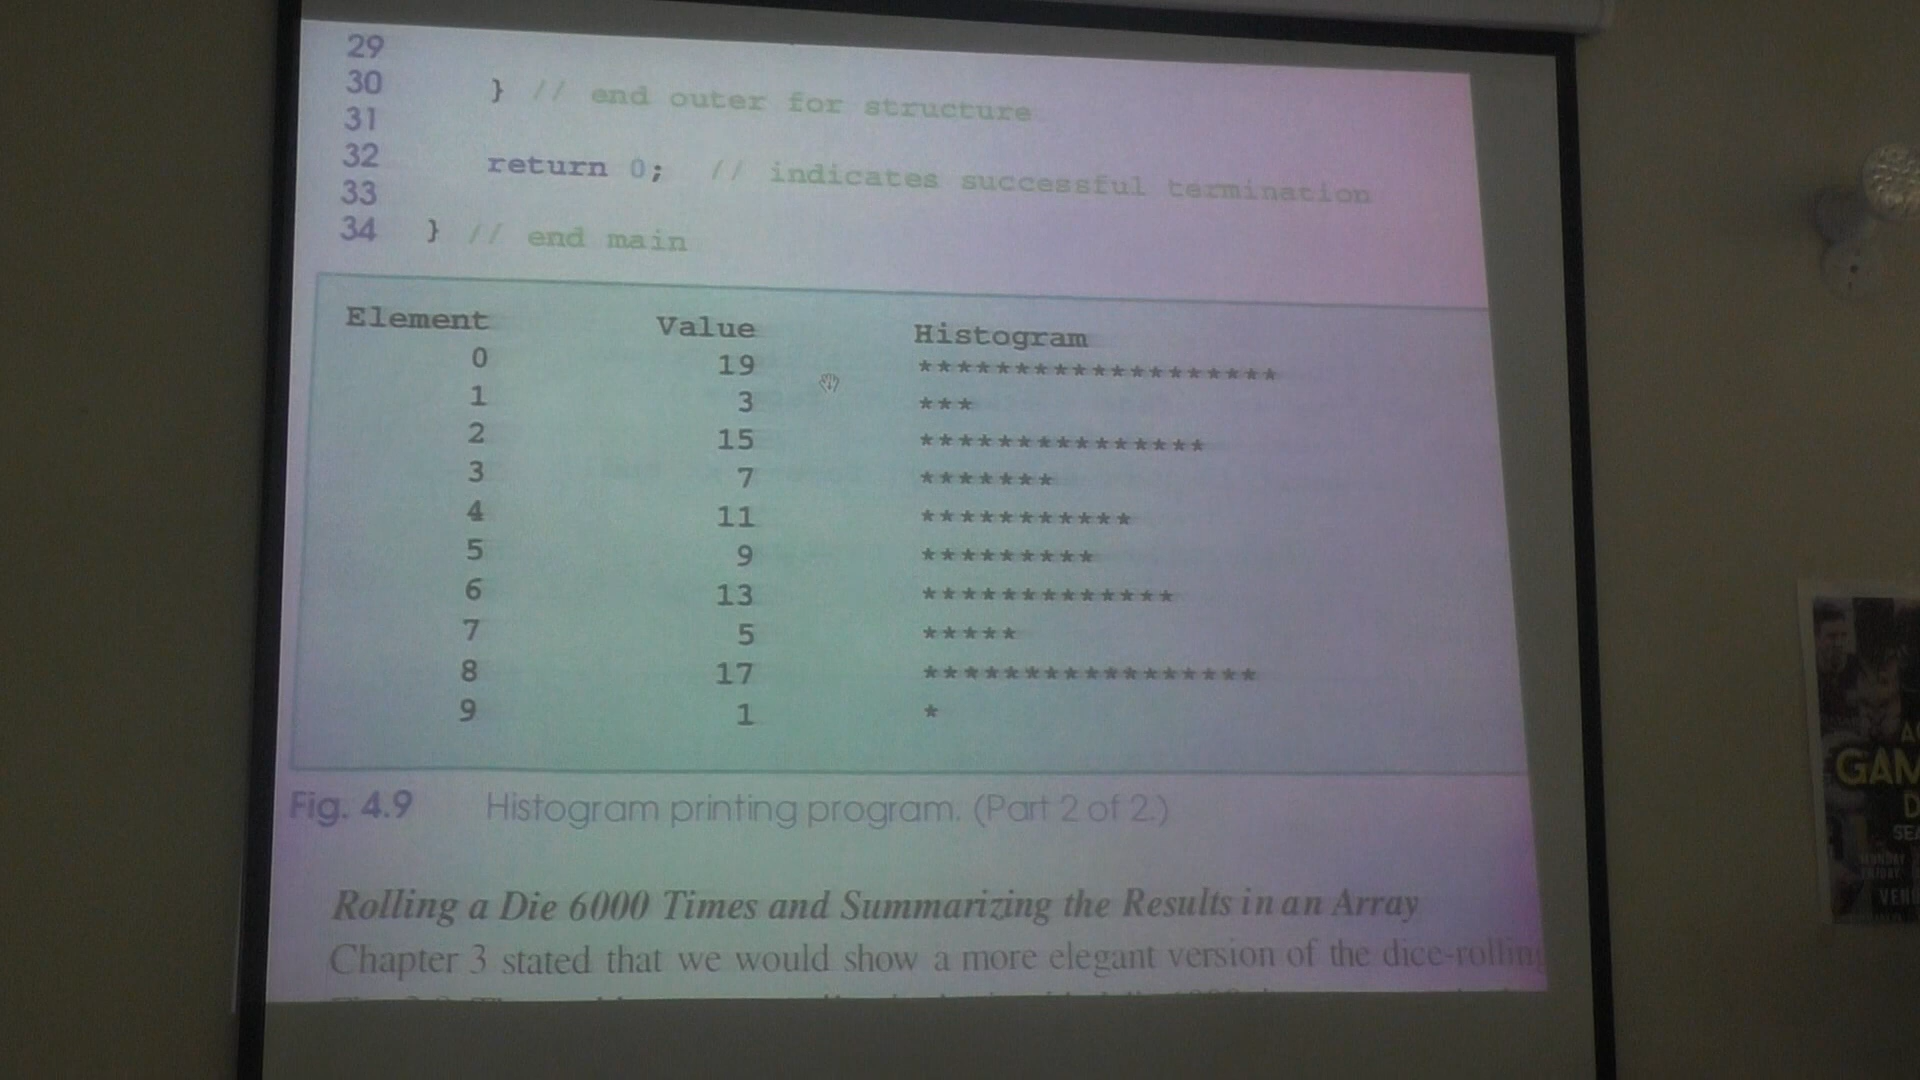 29
30 } // end outer for structure
31
32 return 0; // indicates successful termination
33
34 } // end main
Element Value Histogram
0 19 *******************
1 3 ***
2 15 ***************
3 7 *******
4 11 ***********
5 9 *********
6 13 *************
7 5 *****
8 17 *****************
9 1 *
Fig. 4.9 Histogram printing program. (Part 2 of 2.)
Rolling a Die 6000 Times and Summarizing the Results in an Array
Chapter 3 stated that we would show a more elegant version of the dice-rolling
GAM
D
SEA
VEN